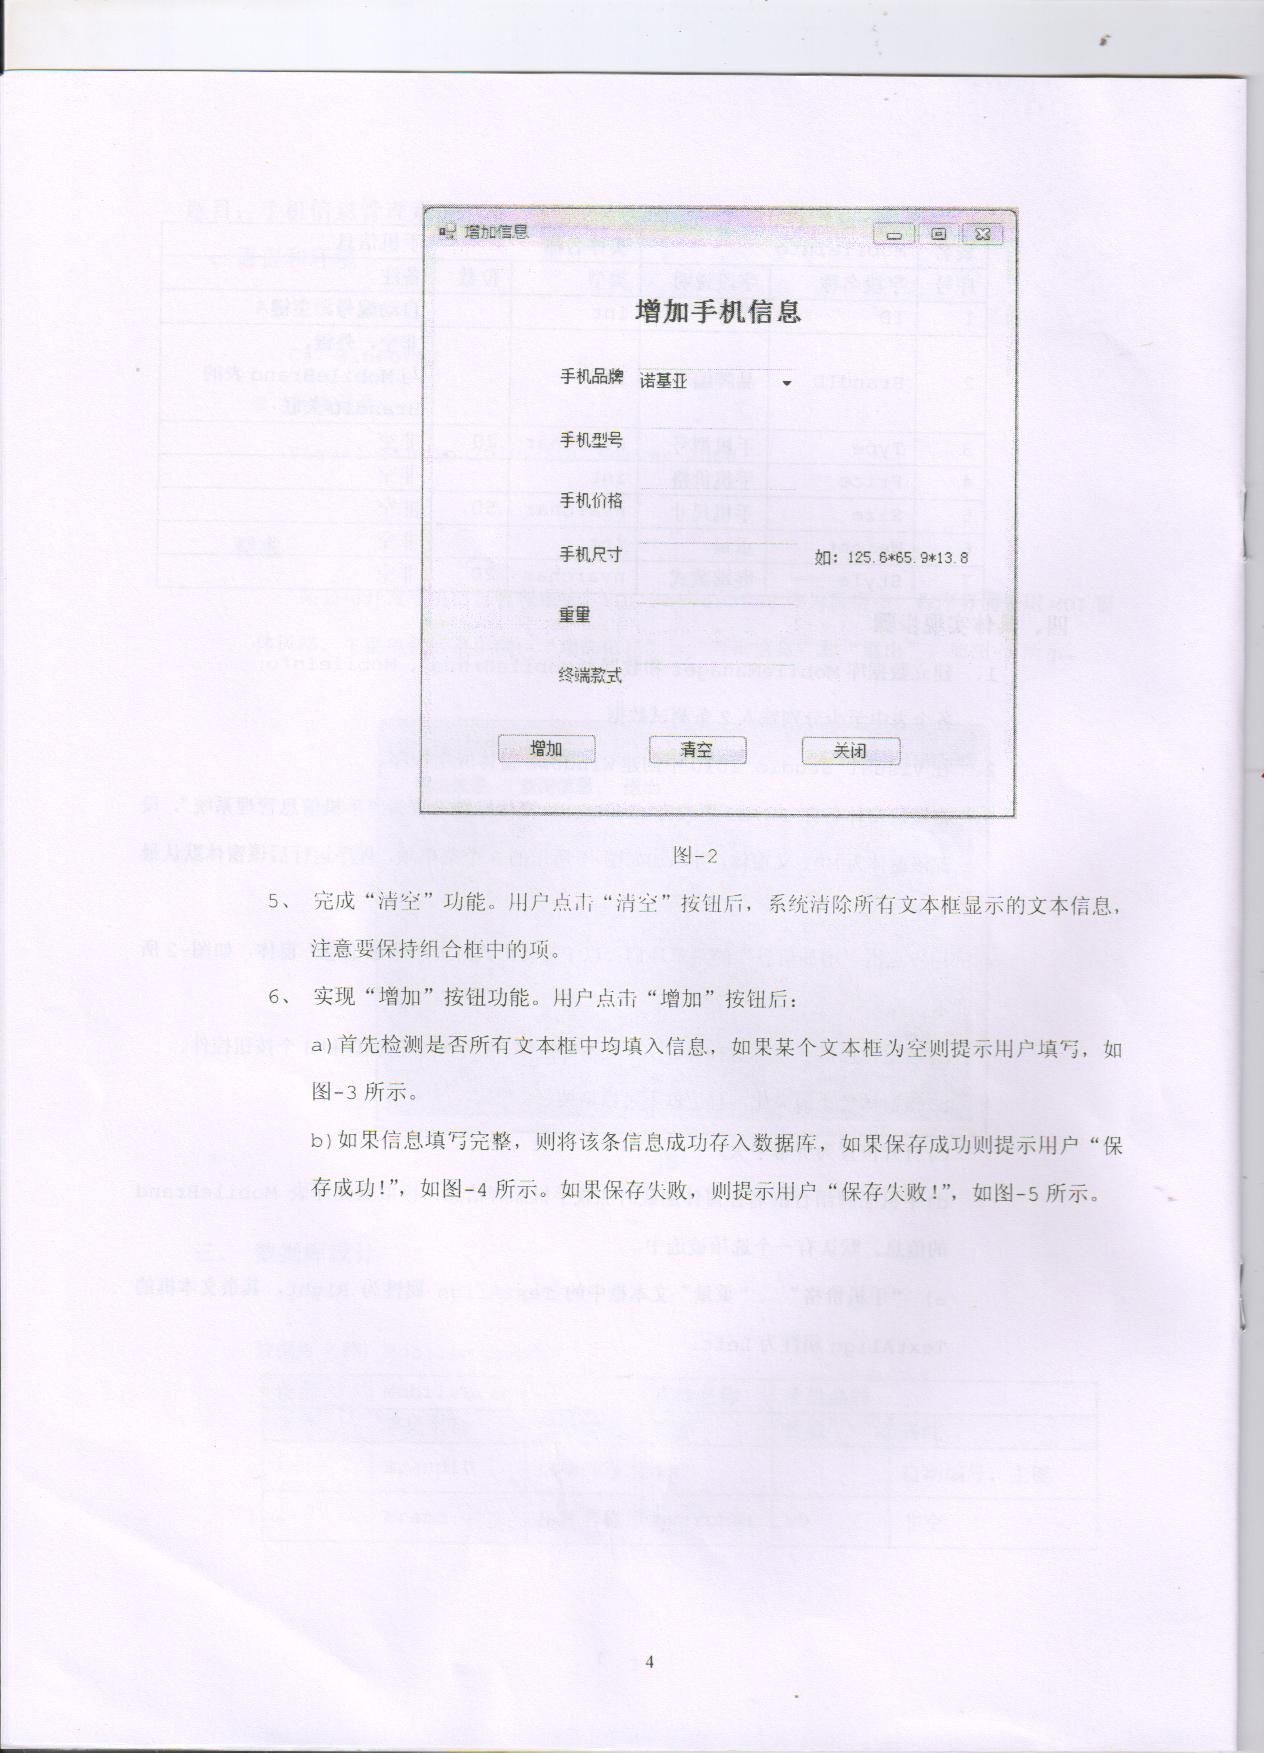 增加信息
增加手机信息
手机品牌 诺基亚
手机型号
手机价格
手机尺寸 如：125.6*65.9*13.8
重量
终端款式
增加 清空 关闭
图-2
5、 完成“清空”功能。用户点击“清空”按钮后，系统清除所有文本框显示的文本信息，
注意要保持组合框中的项。
6、 实现“增加”按钮功能。用户点击“增加”按钮后：
a)首先检测是否所有文本框中均填入信息，如果某个文本框为空则提示用户填写，如
图-3 所示。
b)如果信息填写完整，则将该条信息成功存入数据库，如果保存成功则提示用户“保
存成功！”，如图-4 所示。如果保存失败，则提示用户“保存失败！”，如图-5 所示。
4